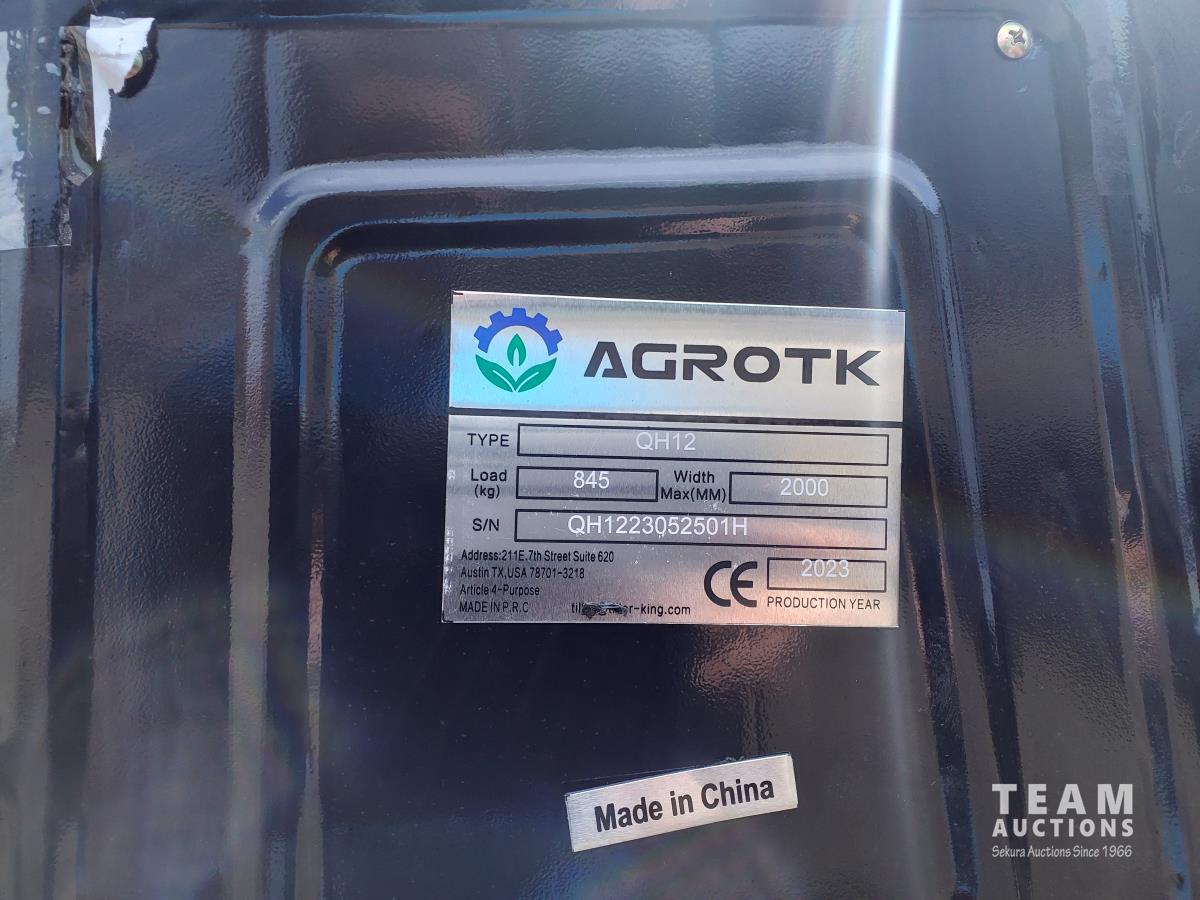 AGROTK
TYPE QH12
Load (kg) 845 Width Max(MM) 2000
S/N QH1223052501H
Address:211E.7th Street Suite 620
Austin TX,USA 78701-3218
Article 4-Purpose
MADE IN P.R.C
CE 2023
PRODUCTION YEAR
Made in China
TEAM
AUCTIONS
Sekura Auctions Since 1966